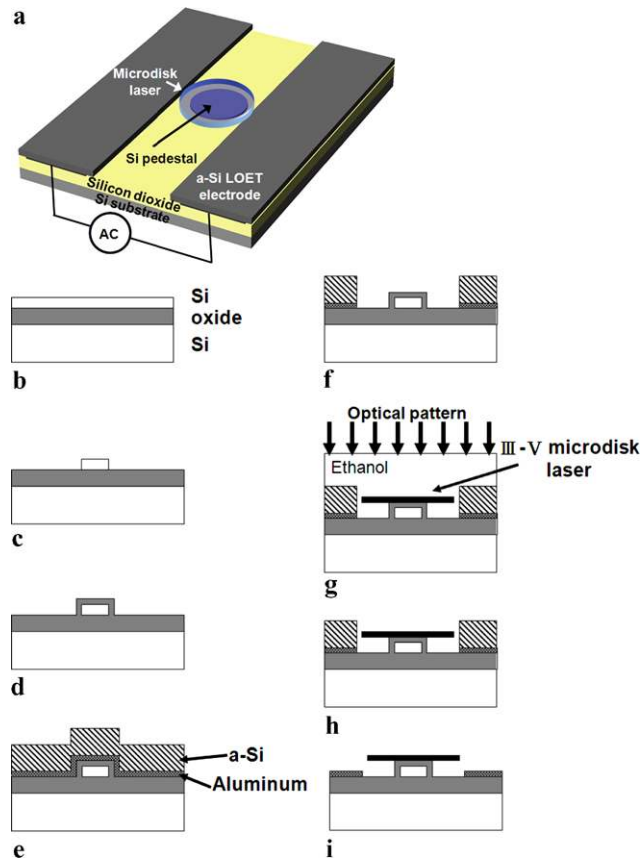 a
Microdisk
laser
Si pedestal
a-Si LOET
electrode
Silicon dioxide
Si substrate
AC
Si
oxide
Si
b
c
d
a-Si
Aluminum
e
f
Optical pattern
Ethanol
Ⅲ-Ⅴ microdisk
laser
g
h
i